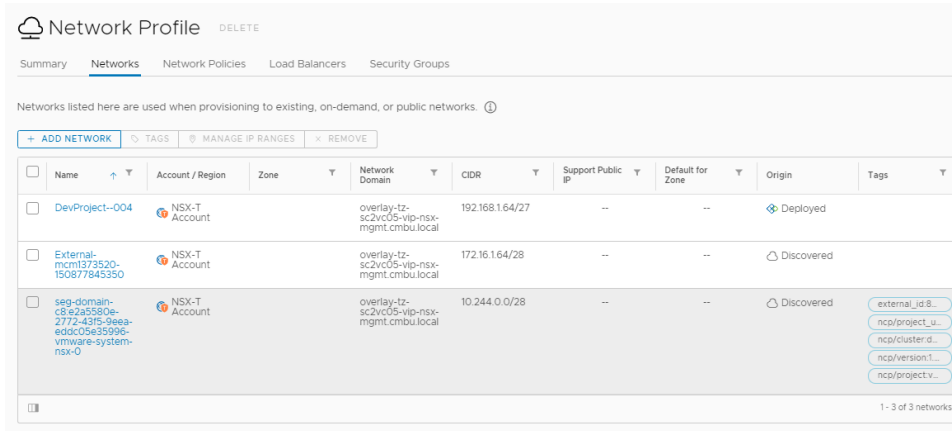 Network Profile DELETE
Summary Networks Network Policies Load Balancers Security Groups
Networks listed here are used when provisioning to existing, on-demand, or public networks.
+ ADD NETWORK TAGS MANAGE IP RANGES × REMOVE
Name Account / Region Zone Network Domain CIDR Support Public IP Default for Zone Origin Tags
DevProject--004 NSX-T Account overlay-tz-sc2vc05-vip-nsx-mgmt.cmbu.local 192.168.1.64/27 -- -- Deployed
External-mcm1373520-150877845350 NSX-T Account overlay-tz-sc2vc05-vip-nsx-mgmt.cmbu.local 172.16.1.64/28 -- -- Discovered
seg-domain-c8:e2a5580e-2772-43f5-9eea-eddc05e35996-vmware-system-nsx-0 NSX-T Account overlay-tz-sc2vc05-vip-nsx-mgmt.cmbu.local 10.244.0.0/28 -- -- Discovered
external_id:8...
ncp/project_u...
ncp/cluster:d...
ncp/version:1....
ncp/project:v...
1 - 3 of 3 networks